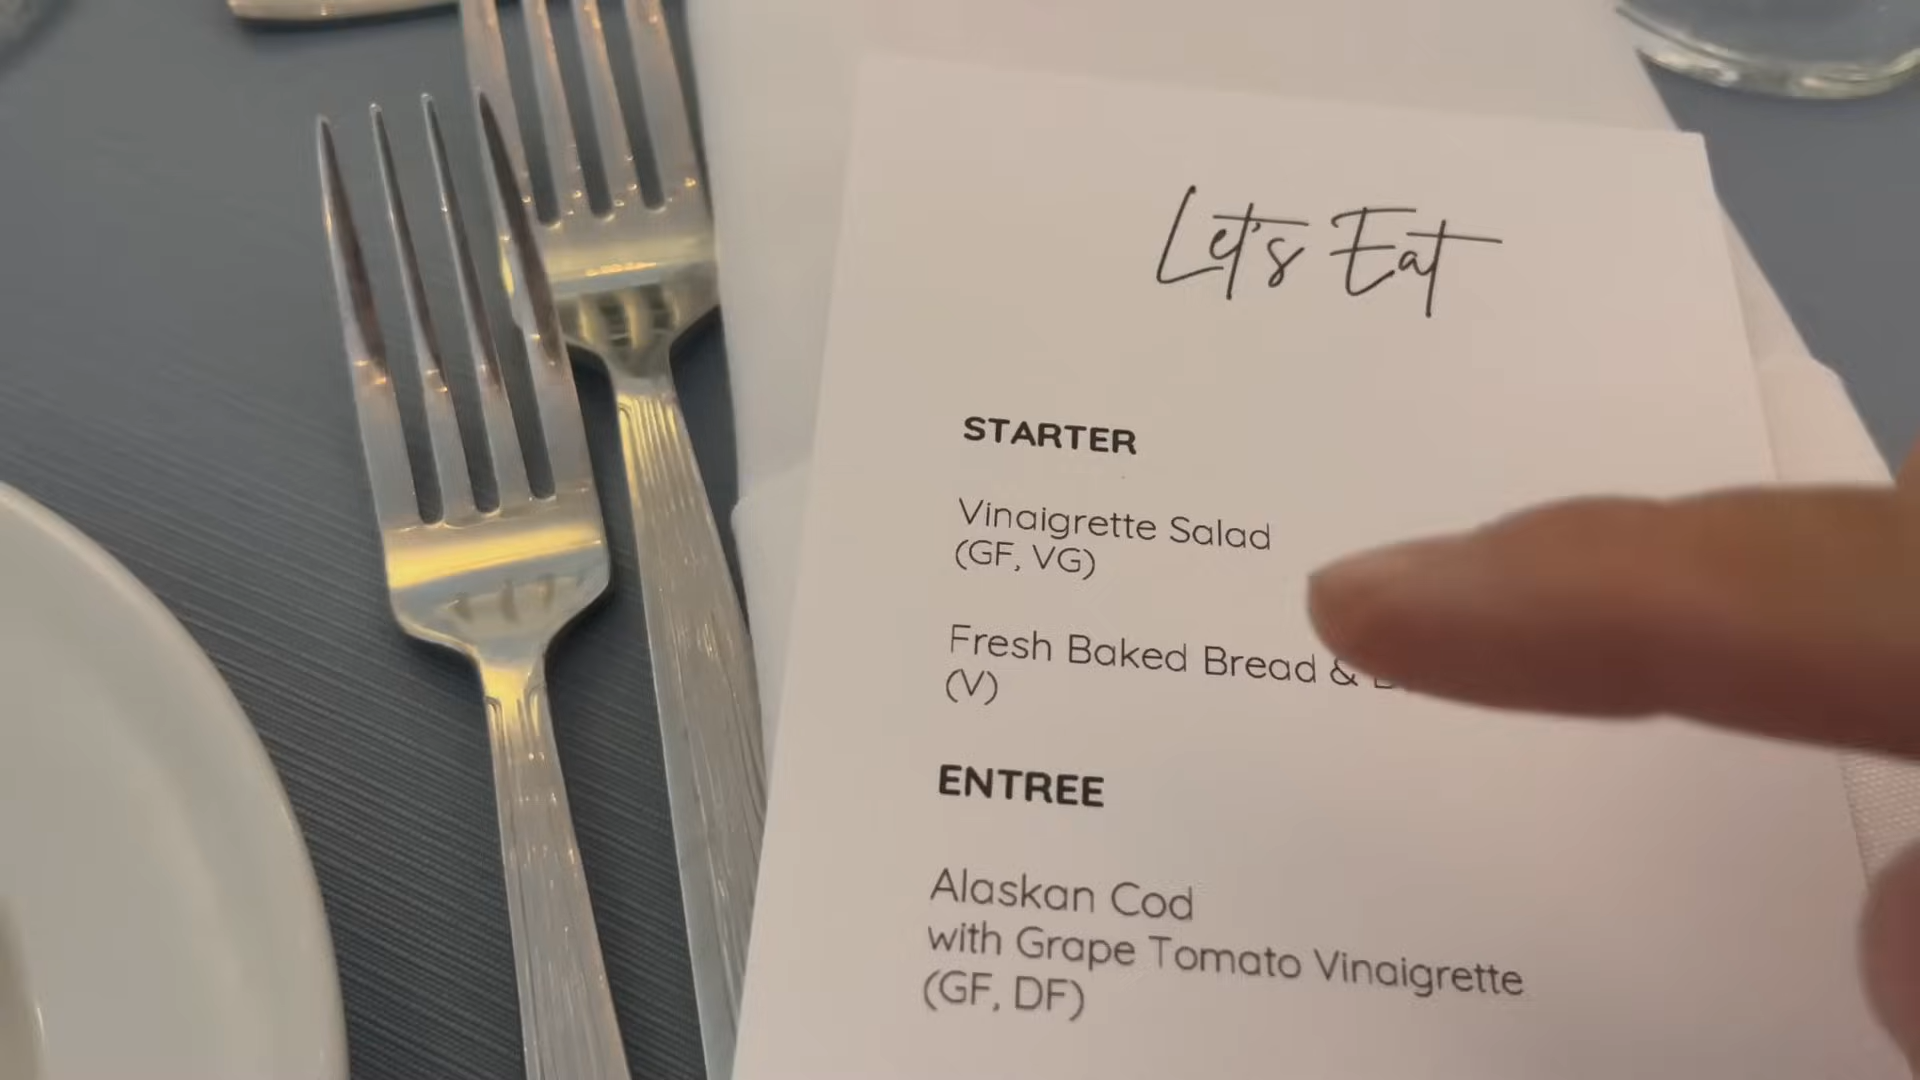 Let's Eat
STARTER
Vinaigrette Salad
(GF, VG)
Fresh Baked Bread &
(V)
ENTREE
Alaskan Cod
with Grape Tomato Vinaigrette
(GF, DF)